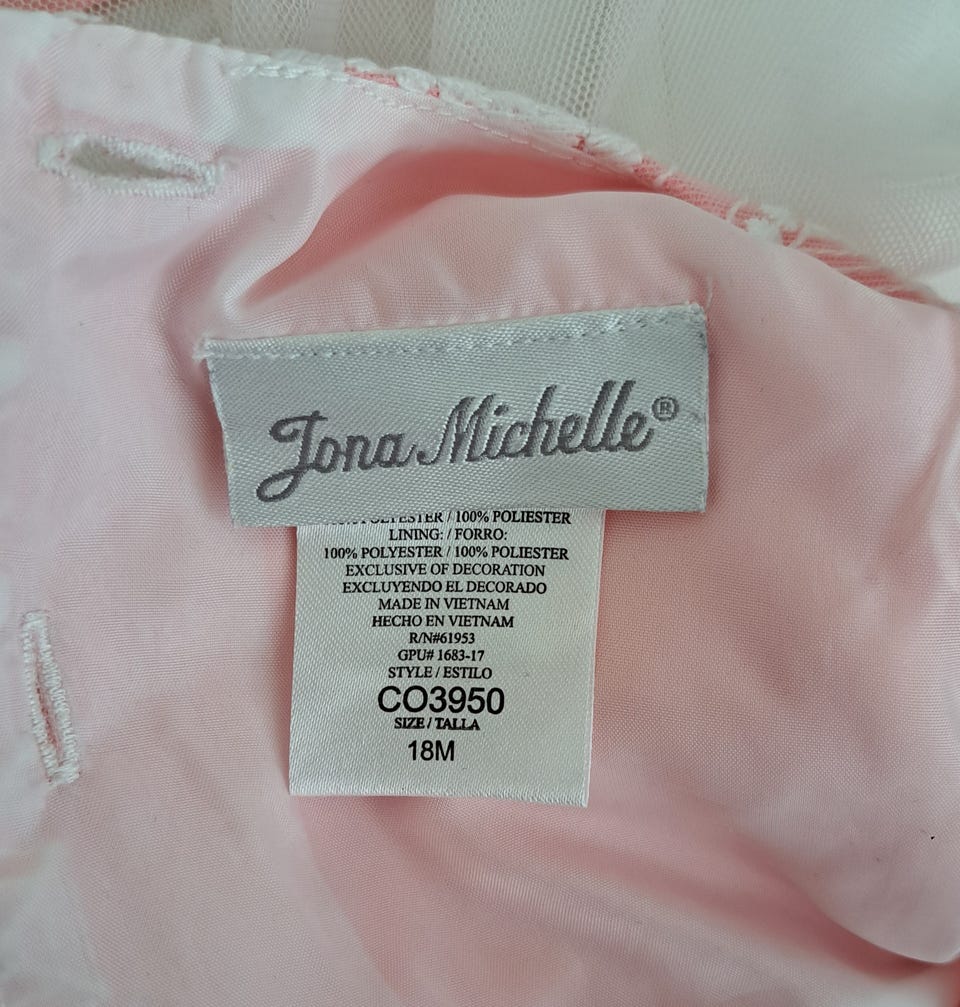 Jona Michelle®
POLYESTER / 100% POLIESTER
LINING: / FORRO:
100% POLYESTER / 100% POLIESTER
EXCLUSIVE OF DECORATION
EXCLUYENDO EL DECORADO
MADE IN VIETNAM
HECHO EN VIETNAM
R/N#61953
GPU# 1683-17
STYLE / ESTILO
CO3950
SIZE / TALLA
18M